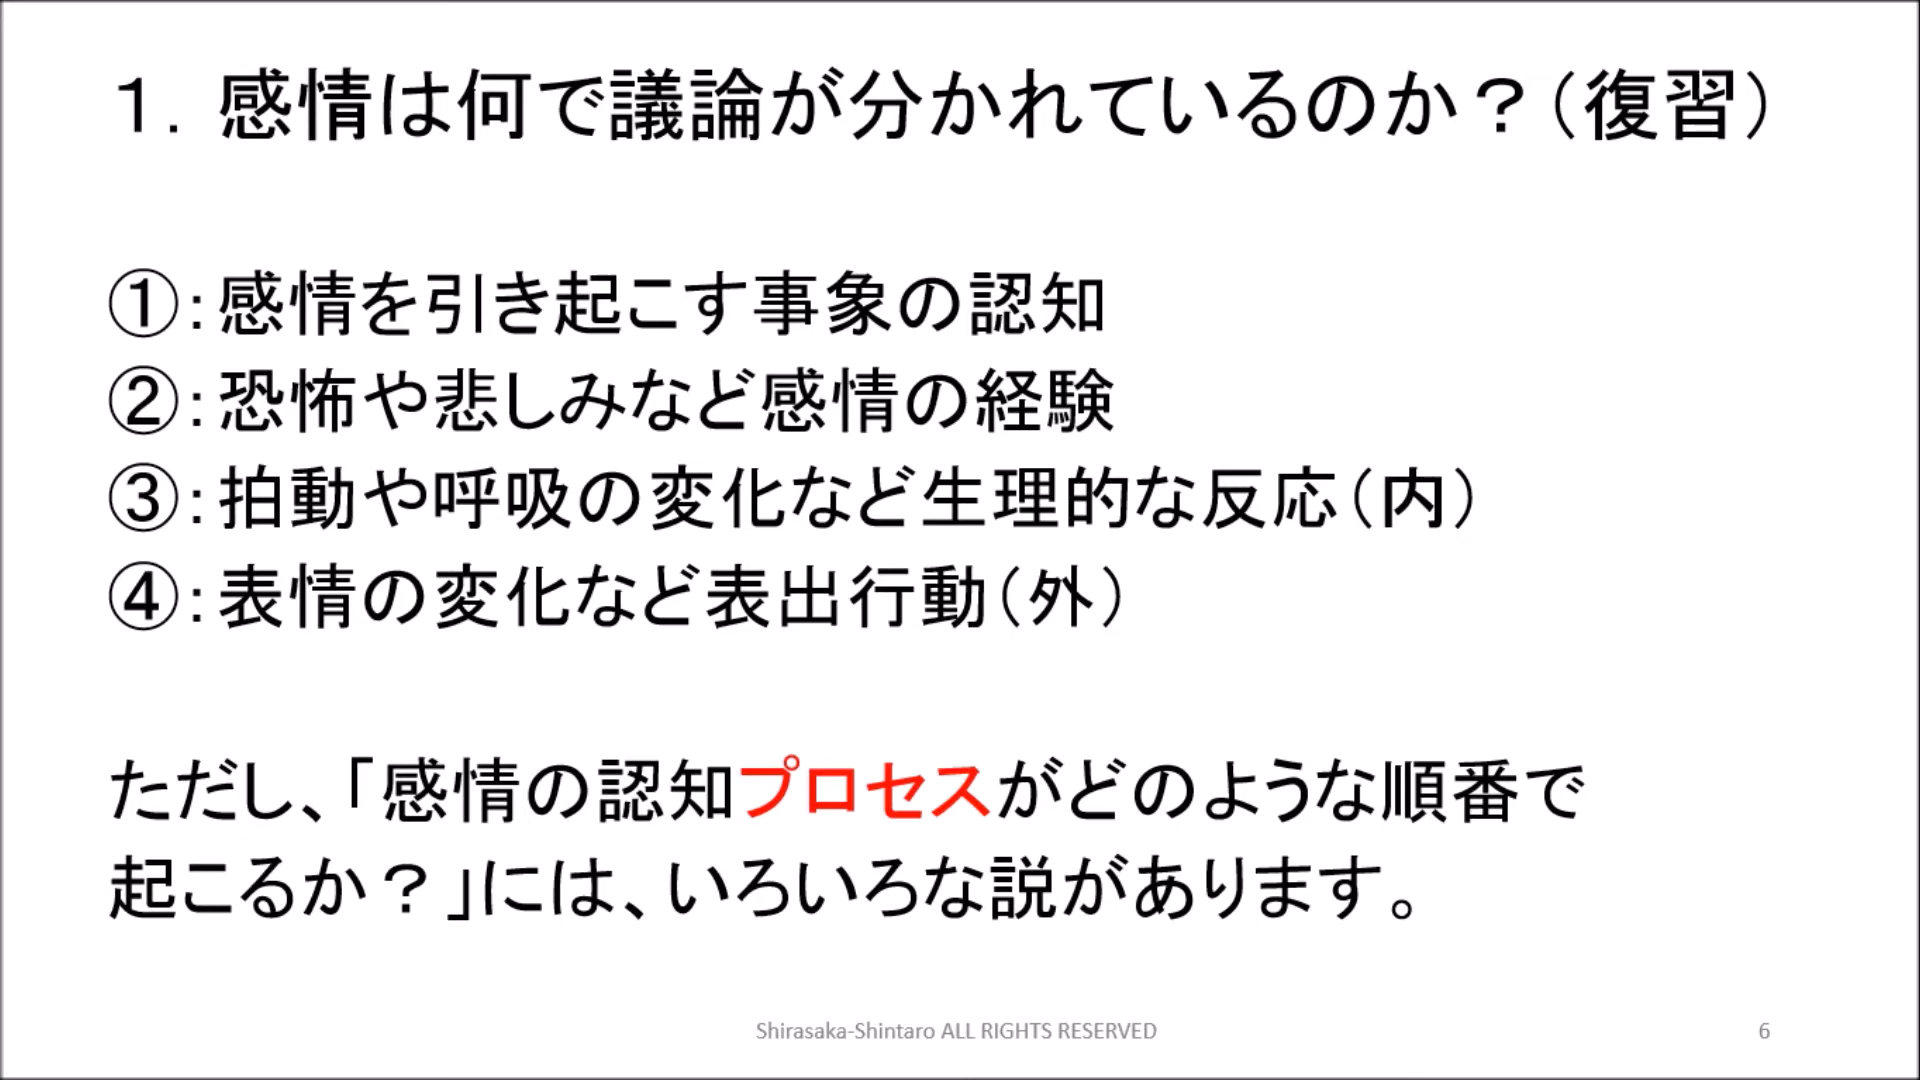 １．感情は何で議論が分かれているのか？（復習）
①：感情を引き起こす事象の認知
②：恐怖や悲しみなど感情の経験
③：拍動や呼吸の変化など生理的な反応（内）
④：表情の変化など表出行動（外）
ただし、「感情の認知プロセスがどのような順番で
起こるか？」には、いろいろな説があります。
Shirasaka-Shintaro ALL RIGHTS RESERVED
6